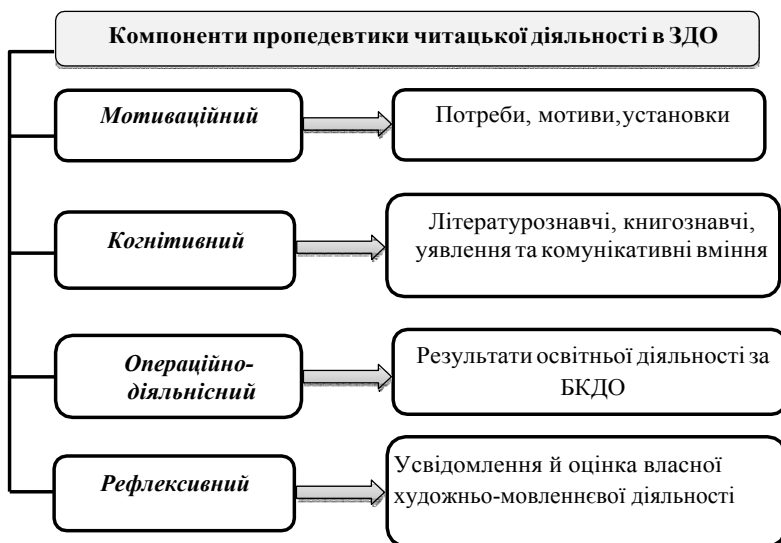 Компоненти пропедевтики читацької діяльності в ЗДО
Мотиваційний
Потреби, мотиви,установки
Когнітивний
Літературознавчі, книгознавчі,
уявлення та комунікативні вміння
Операційно-
діяльнісний
Результати освітньої діяльності за
БКДО
Рефлексивний
Усвідомлення й оцінка власної
художньо-мовленнєвої діяльності